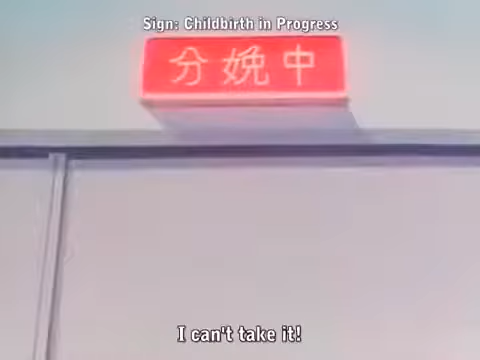 Sign: Childbirth in Progress
分娩中
I can't take it!